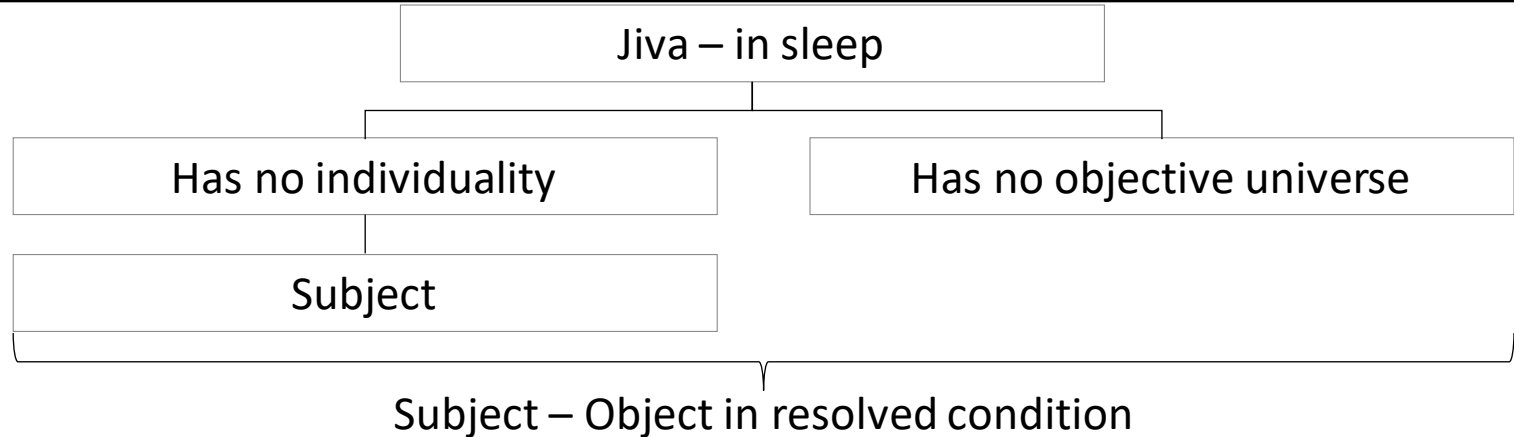 Jiva – in sleep
Has no individuality
Has no objective universe
Subject
Subject – Object in resolved condition